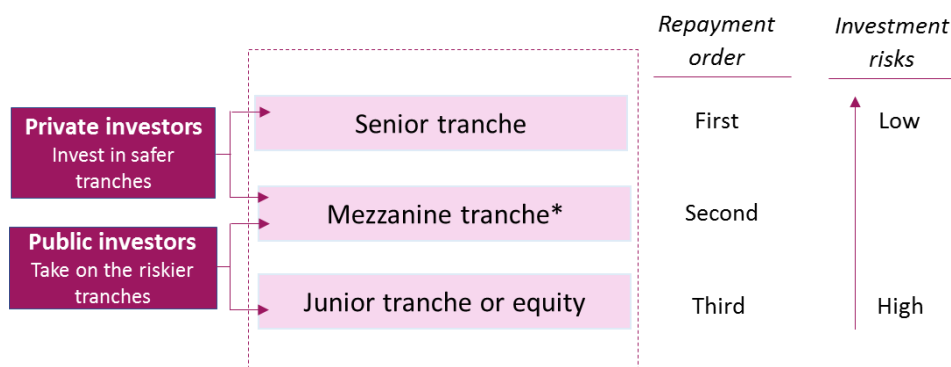 Repayment
order
Investment
risks
Private investors
Invest in safer
tranches
Senior tranche
First
Low
Mezzanine tranche*
Second
Public investors
Take on the riskier
tranches
Junior tranche or equity
Third
High